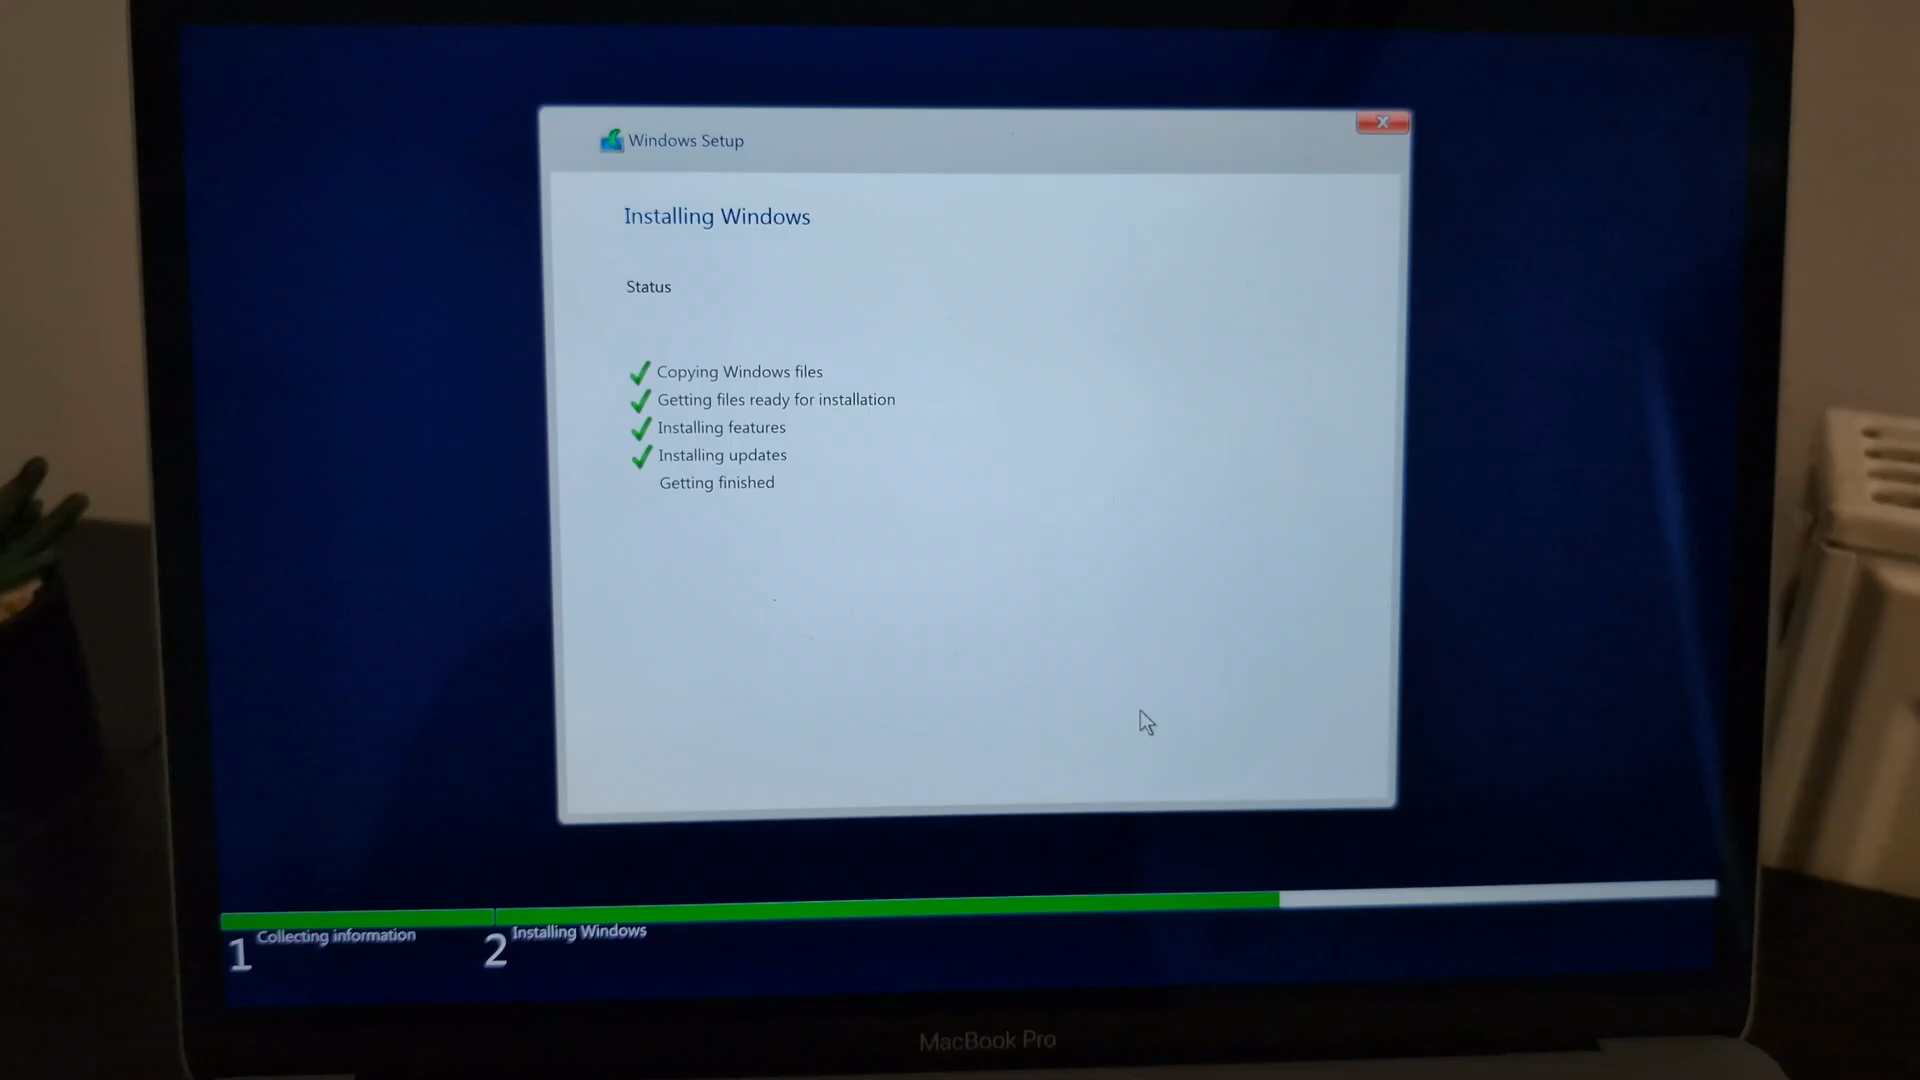 Windows Setup
Installing Windows
Status
Copying Windows files
Getting files ready for installation
Installing features
Installing updates
Getting finished
1 Collecting information
2 Installing Windows
MacBook Pro